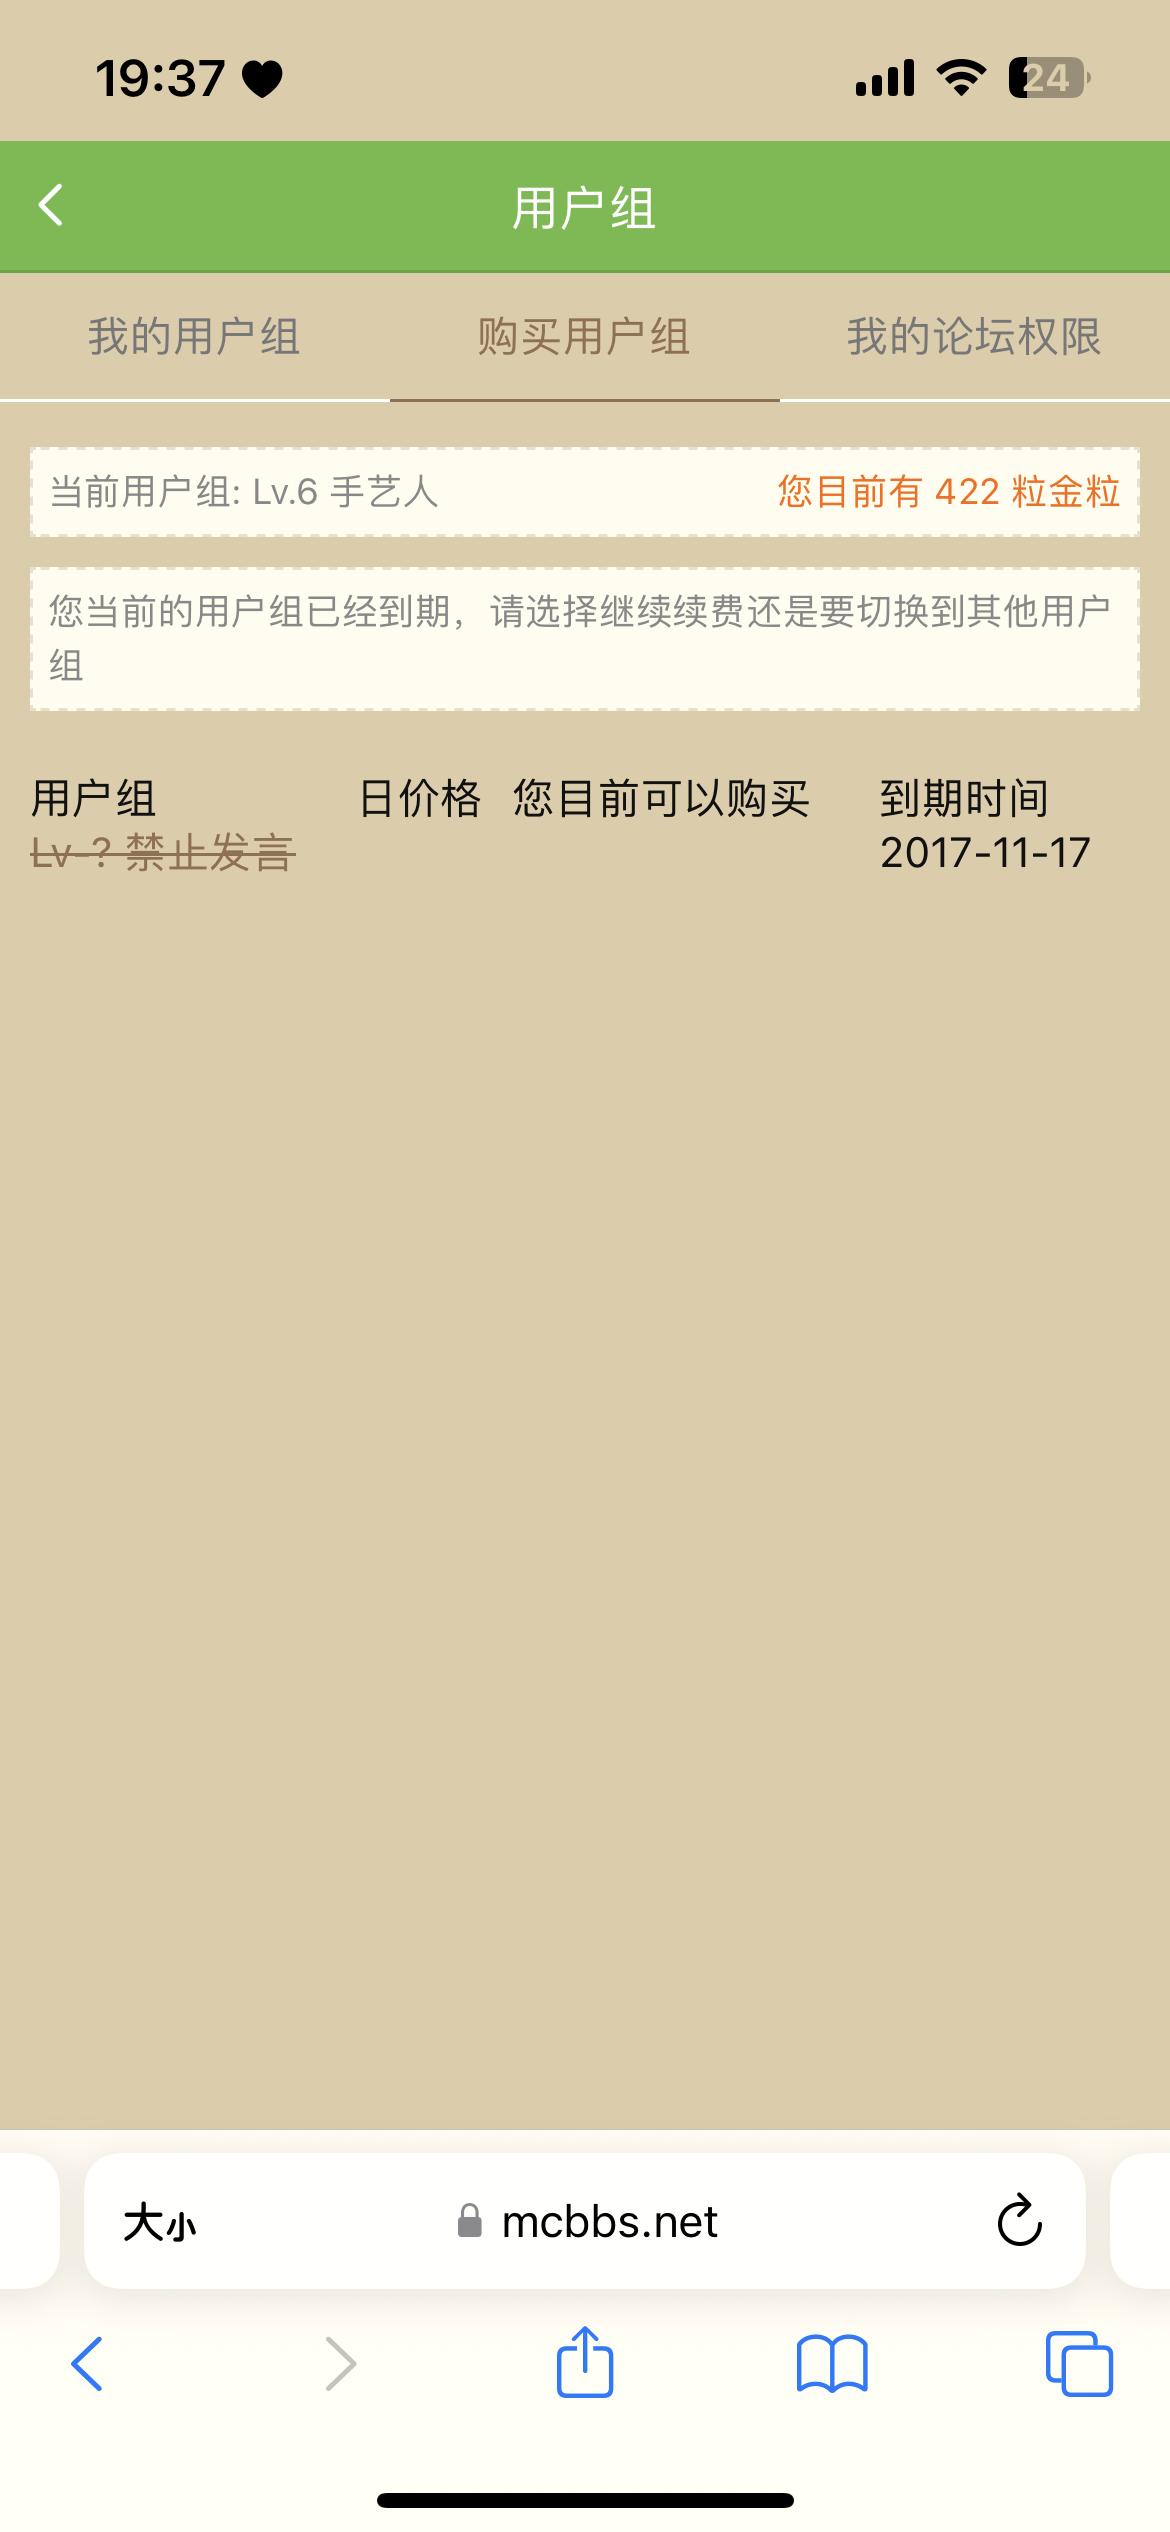 19:37
24
用户组
我的用户组 购买用户组 我的论坛权限
当前用户组: Lv.6 手艺人 您目前有 422 粒金粒
您当前的用户组已经到期，请选择继续续费还是要切换到其他用户
组
用户组 日价格 您目前可以购买 到期时间
Lv-? 禁止发言 2017-11-17
大小 mcbbs.net